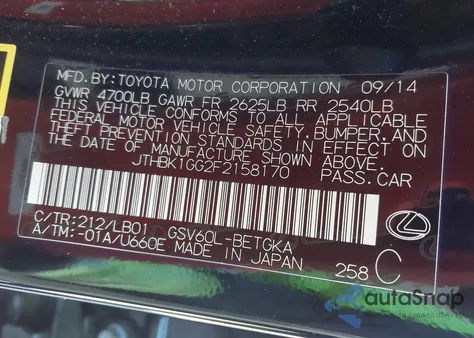 MFD.BY:TOYOTA MOTOR CORPORATION 09/14
GVWR 4700LB GAWR FR 2625LB RR 2540LB
THIS VEHICLE CONFORMS TO ALL APPLICABLE
FEDERAL MOTOR VEHICLE SAFETY,BUMPER,AND
THEFT PREVENTION STANDARDS IN EFFECT ON
THE DATE OF MANUFACTURE SHOWN ABOVE.
JTHBK1GG2F2158170 PASS.CAR
C/TR:212/LB01 GSV60L-BETGKA
A/TM:-01A/U660E MADE IN JAPAN 258 C
autoSnap